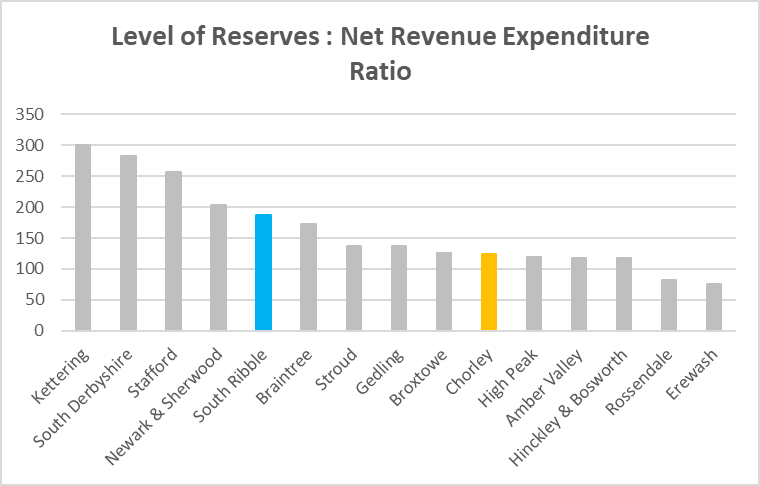 Level of Reserves : Net Revenue Expenditure
Ratio
350
300
250
200
150
100
50
0
Kettering
South Derbyshire
Stafford
Newark & Sherwood
South Ribble
Braintree
Stroud
Gedling
Broxtowe
Chorley
High Peak
Amber Valley
Hinckley & Bosworth
Rossendale
Erewash